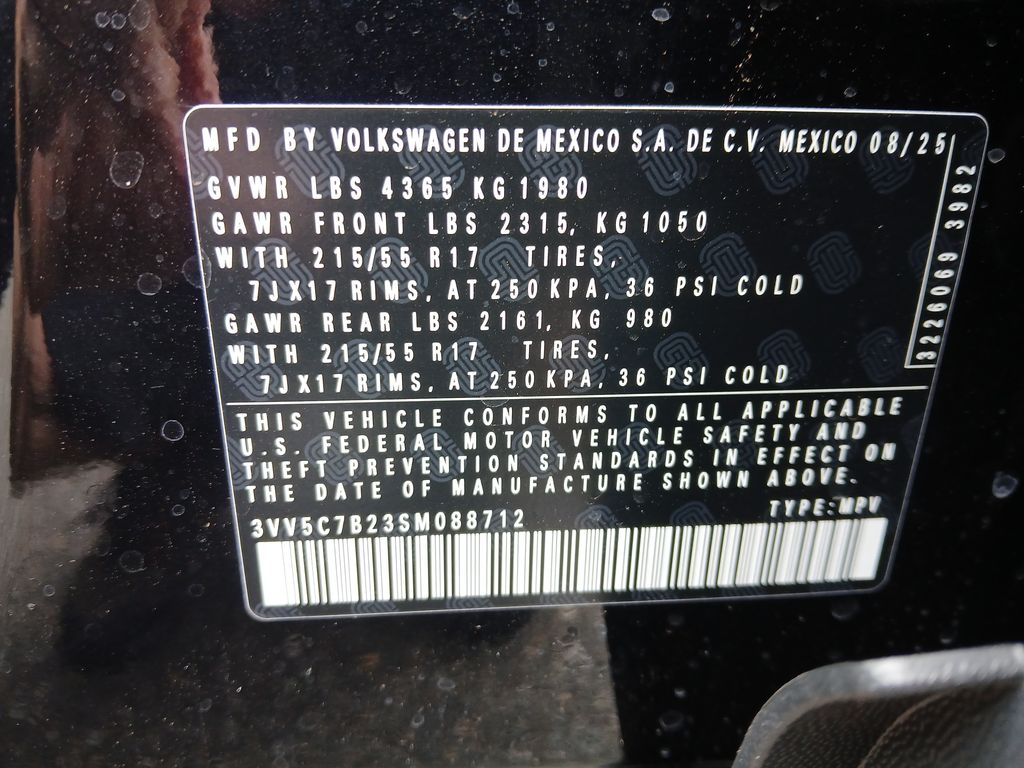 MFD BY VOLKSWAGEN DE MEXICO S.A. DE C.V. MEXICO 08/25
GVWR LBS 4365 KG 1980
GAWR FRONT LBS 2315, KG 1050
WITH 215/55 R17 TIRES,
7JX17 RIMS, AT 250 KPA, 36 PSI COLD
GAWR REAR LBS 2161, KG 980
WITH 215/55 R17 TIRES,
7JX17 RIMS, AT 250 KPA, 36 PSI COLD
3226069 3982
THIS VEHICLE CONFORMS TO ALL APPLICABLE
U.S. FEDERAL MOTOR VEHICLE SAFETY AND
THEFT PREVENTION STANDARDS IN EFFECT ON
THE DATE OF MANUFACTURE SHOWN ABOVE.
3VV5C7B23SM088712 TYPE:MPV